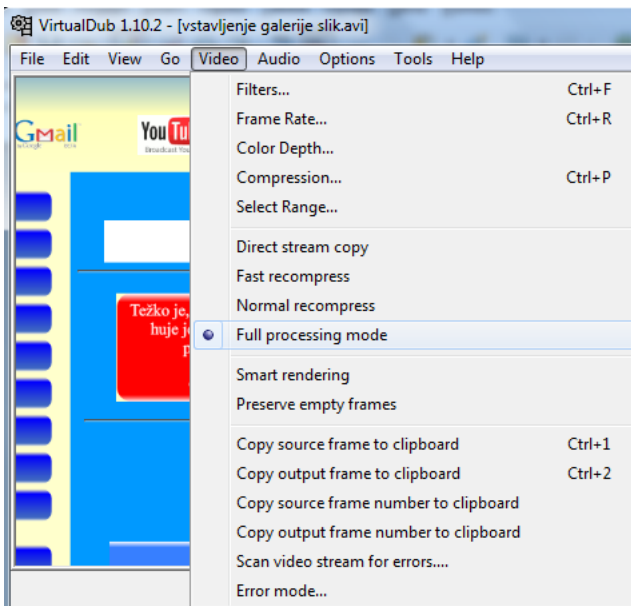 VirtualDub 1.10.2 - [vstavljenje galerije slik.avi]
File Edit View Go Video Audio Options Tools Help
Filters... Ctrl+F
Frame Rate... Ctrl+R
Color Depth...
Compression... Ctrl+P
Select Range...
Direct stream copy
Fast recompress
Normal recompress
Full processing mode
Smart rendering
Preserve empty frames
Copy source frame to clipboard Ctrl+1
Copy output frame to clipboard Ctrl+2
Copy source frame number to clipboard
Copy output frame number to clipboard
Scan video stream for errors....
Error mode...
Gmail
You Tu
Broadcast You
Težko je,
huje j
p